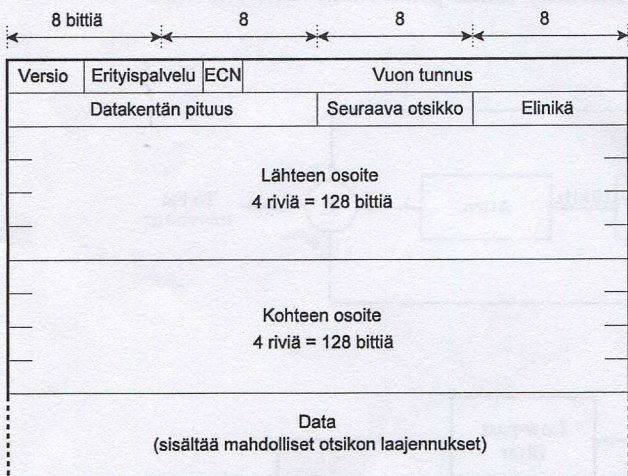 8 bittiä 8 8 8
Versio Erityispalvelu ECN Vuon tunnus
Datakentän pituus Seuraava otsikko Elinikä
Lähteen osoite
4 riviä = 128 bittiä
Kohteen osoite
4 riviä = 128 bittiä
Data
(sisältää mahdolliset otsikon laajennukset)